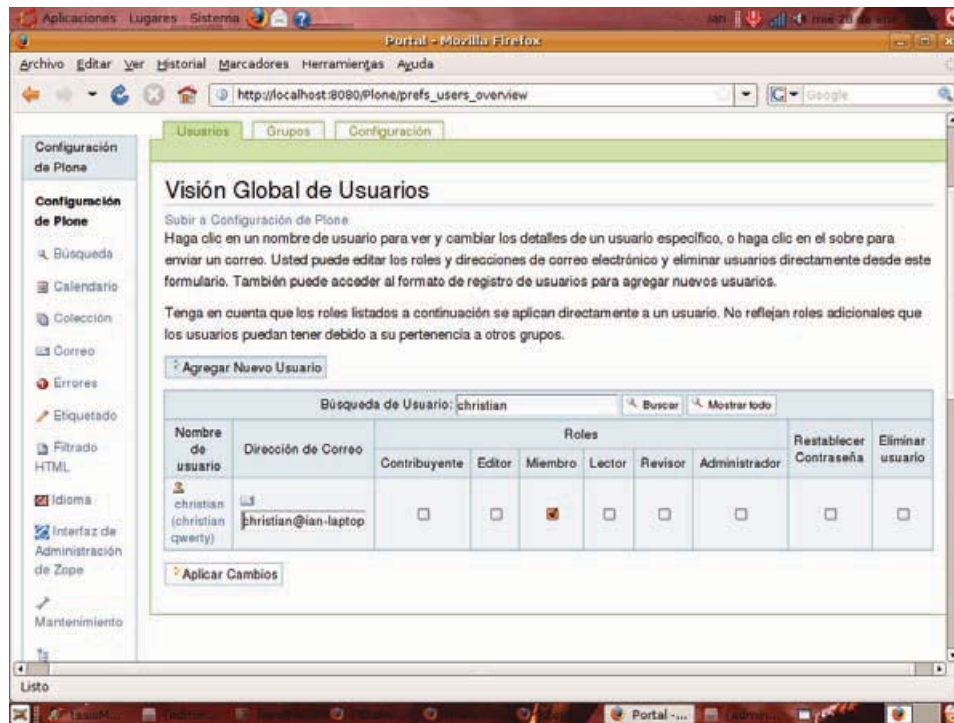 Aplicaciones Lugares Sistema
mié 28 de
Portal - Mozilla Firefox
Archivo Editar Ver Historial Marcadores Herramientas Ayuda
http://localhost:8080/Plone/prefs_users_overview
Google
Usuarios Grupos Configuración
Configuración
de Plone
Configuración
de Plone
Búsqueda
Calendario
Colección
Correo
Errores
Etiquetado
Filtrado
HTML
Idioma
Interfaz de
Administración
de Zope
Mantenimiento
Visión Global de Usuarios
Subir a Configuración de Plone
Haga clic en un nombre de usuario para ver y cambiar los detalles de un usuario específico, o haga clic en el sobre para
enviar un correo. Usted puede editar los roles y direcciones de correo electrónico y eliminar usuarios directamente desde este
formulario. También puede acceder al formato de registro de usuarios para agregar nuevos usuarios.
Tenga en cuenta que los roles listados a continuación se aplican directamente a un usuario. No reflejan roles adicionales que
los usuarios puedan tener debido a su pertenencia a otros grupos.
Agregar Nuevo Usuario
Búsqueda de Usuario: christian Buscar Mostrar todo
Nombre
de
usuario
Dirección de Correo
Roles
Contribuyente Editor Miembro Lector Revisor Administrador
Restablecer
Contraseña
Eliminar
usuario
christian
(christian
qwerty)
christian@ian-laptop
Aplicar Cambios
Listo
Portal -...